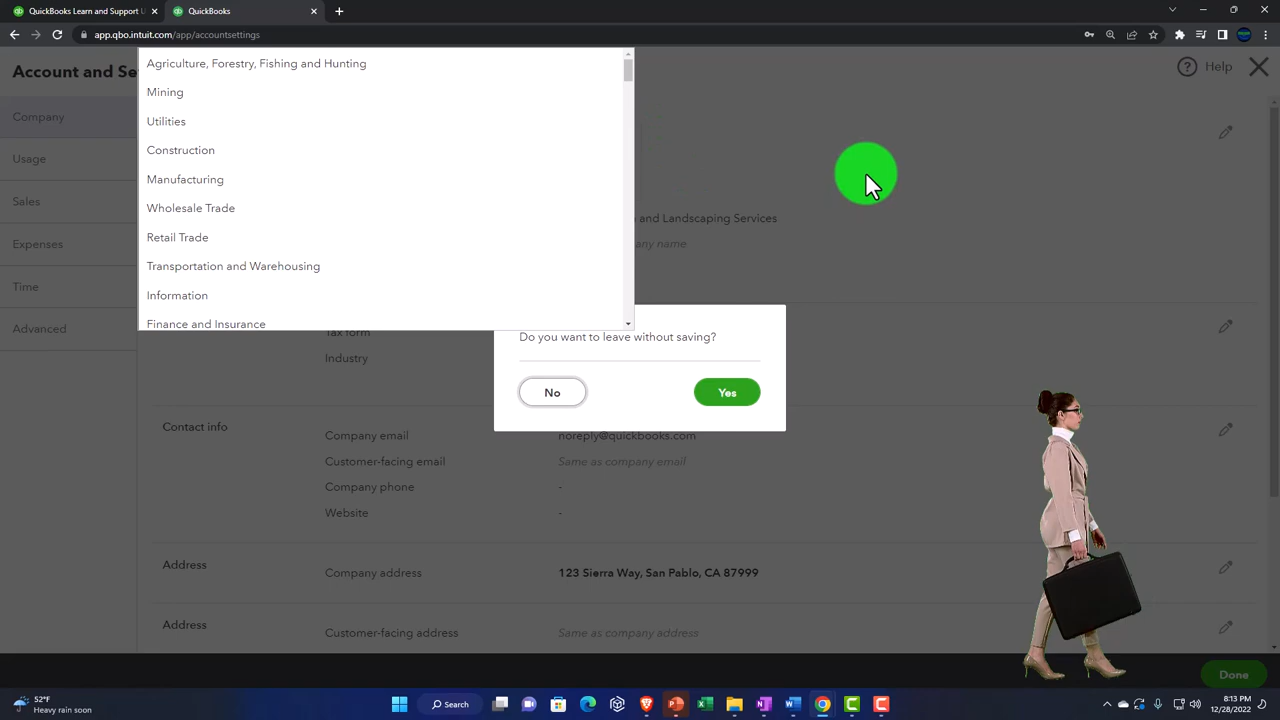 QuickBooks Learn and Support U
QuickBooks
app.qbo.intuit.com/app/accountsettings
Account and Se
Help
Company
Usage
Sales
Expenses
Time
Advanced
Agriculture, Forestry, Fishing and Hunting
Mining
Utilities
Construction
Manufacturing
Wholesale Trade
Retail Trade
Transportation and Warehousing
Information
Finance and Insurance
and Landscaping Services
any name
Do you want to leave without saving?
No
Yes
Tax form
Industry
Contact info
Company email
noreply@quickbooks.com
Customer-facing email
Same as company email
Company phone
-
Website
-
Address
Company address
123 Sierra Way, San Pablo, CA 87999
Address
Customer-facing address
Same as company address
Done
52°F
Heavy rain soon
Search
8:13 PM
12/28/2022